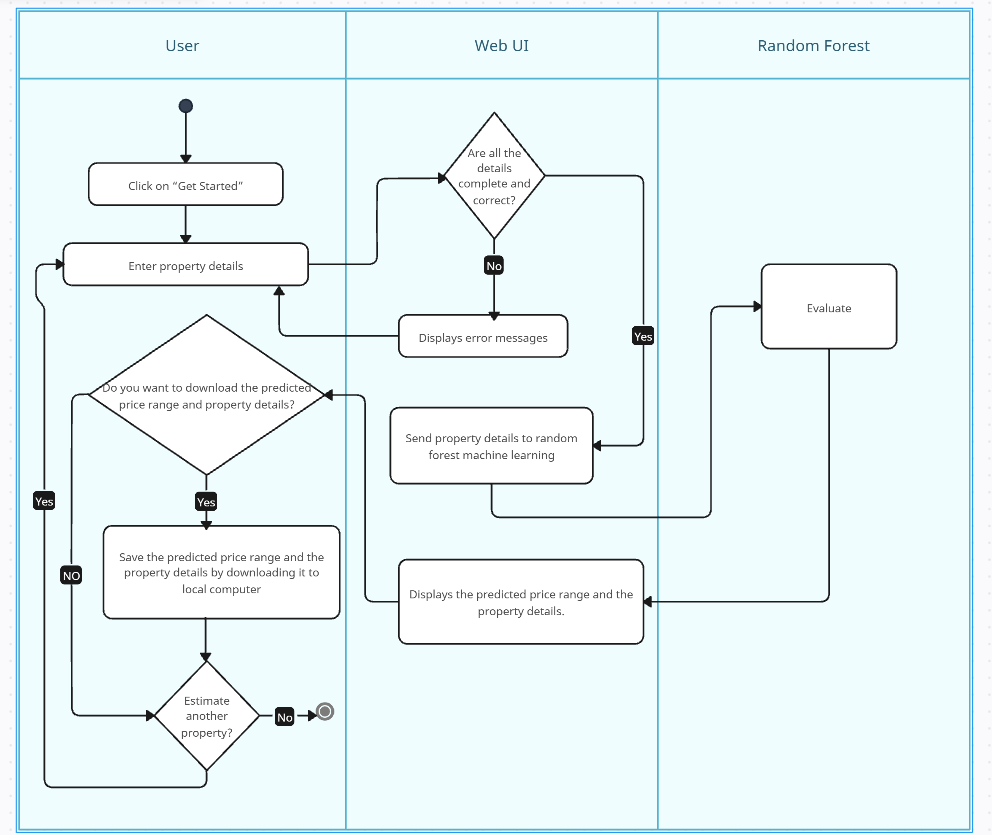 User
Web UI
Random Forest
Click on “Get Started”
Enter property details
Are all the
details
complete and
correct?
No
Displays error messages
Yes
Evaluate
Do you want to download the predicted
price range and property details?
Send property details to random
forest machine learning
Yes
Yes
NO
Save the predicted price range and the
property details by downloading it to
local computer
Displays the predicted price range and the
property details.
Estimate
another
property?
No